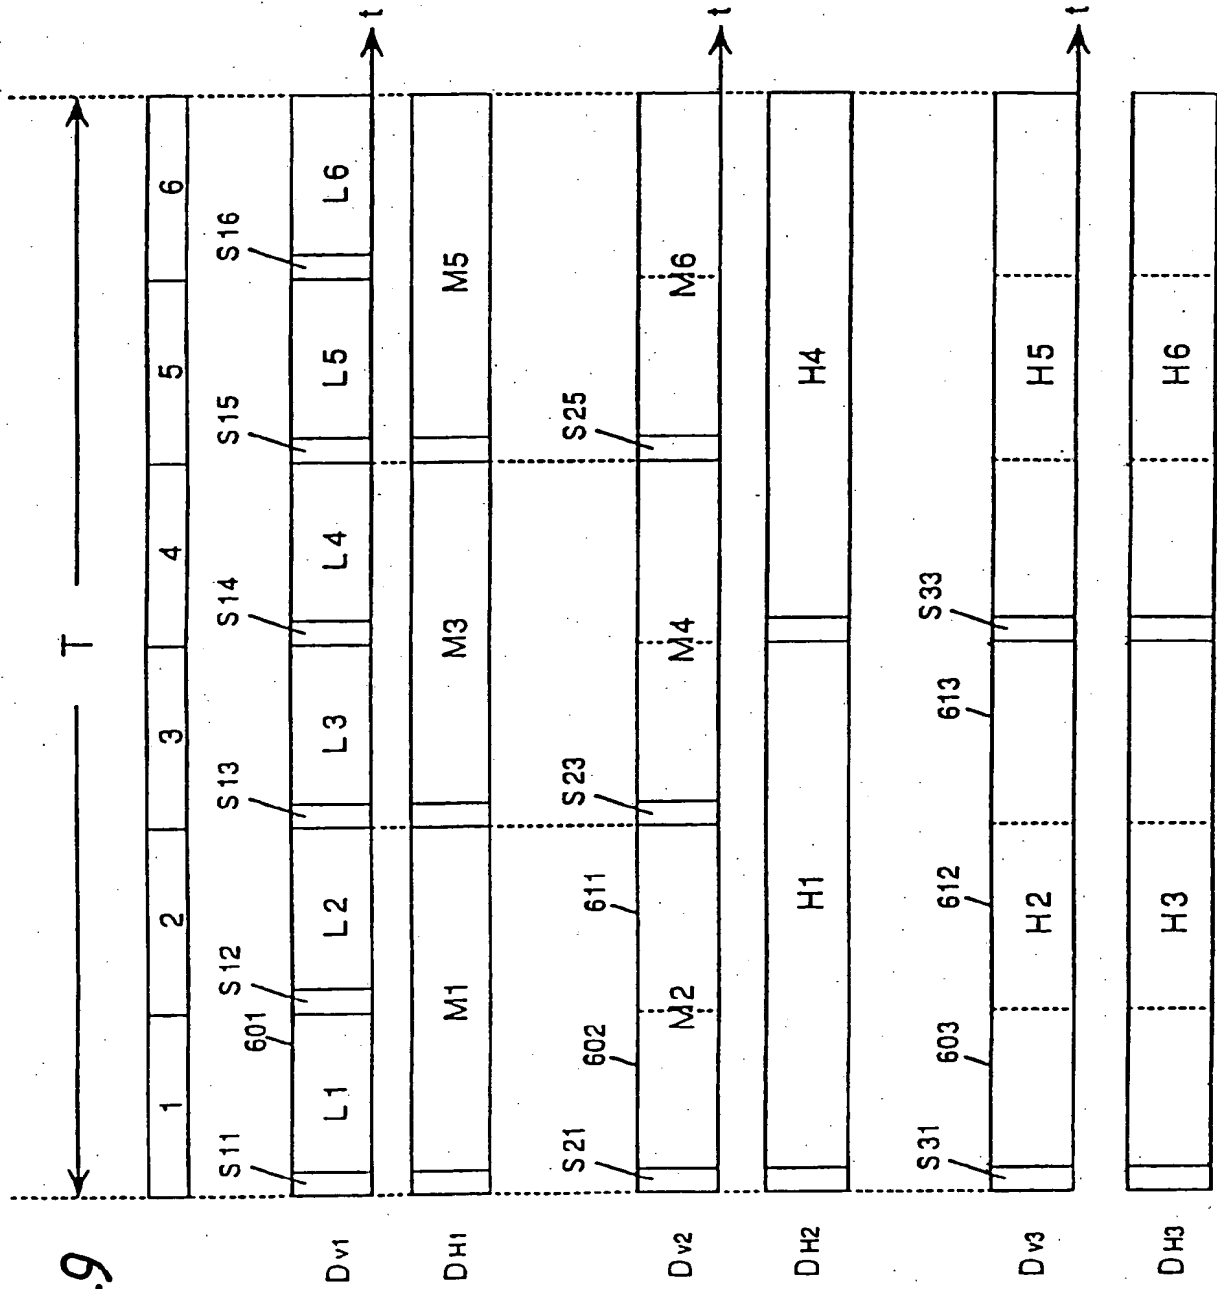 .9
T
1 2 3 4 5 6
S11 601 S12 S13 S14 S15 S16
Dv1 L1 L2 L3 L4 L5 L6 t
DH1 M1 M3 M5
S21 602 611 S23 S25
Dv2 M2 M4 M6 t
DH2 H1 H4
S31 603 612 613 S33
Dv3 H2 H5 t
DH3 H3 H6